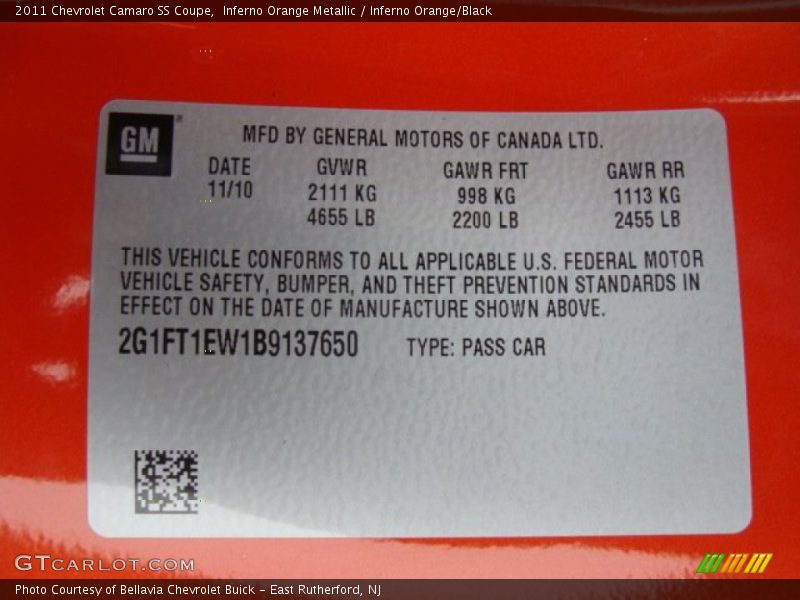 2011 Chevrolet Camaro SS Coupe,  Inferno Orange Metallic / Inferno Orange/Black
GM
MFD BY GENERAL MOTORS OF CANADA LTD.
DATE GVWR GAWR FRT GAWR RR
11/10 2111 KG 998 KG 1113 KG
4655 LB 2200 LB 2455 LB
THIS VEHICLE CONFORMS TO ALL APPLICABLE U.S. FEDERAL MOTOR
VEHICLE SAFETY, BUMPER, AND THEFT PREVENTION STANDARDS IN
EFFECT ON THE DATE OF MANUFACTURE SHOWN ABOVE.
2G1FT1EW1B9137650 TYPE: PASS CAR
GTCARLOT.COM
Photo Courtesy of Bellavia Chevrolet Buick – East Rutherford, NJ